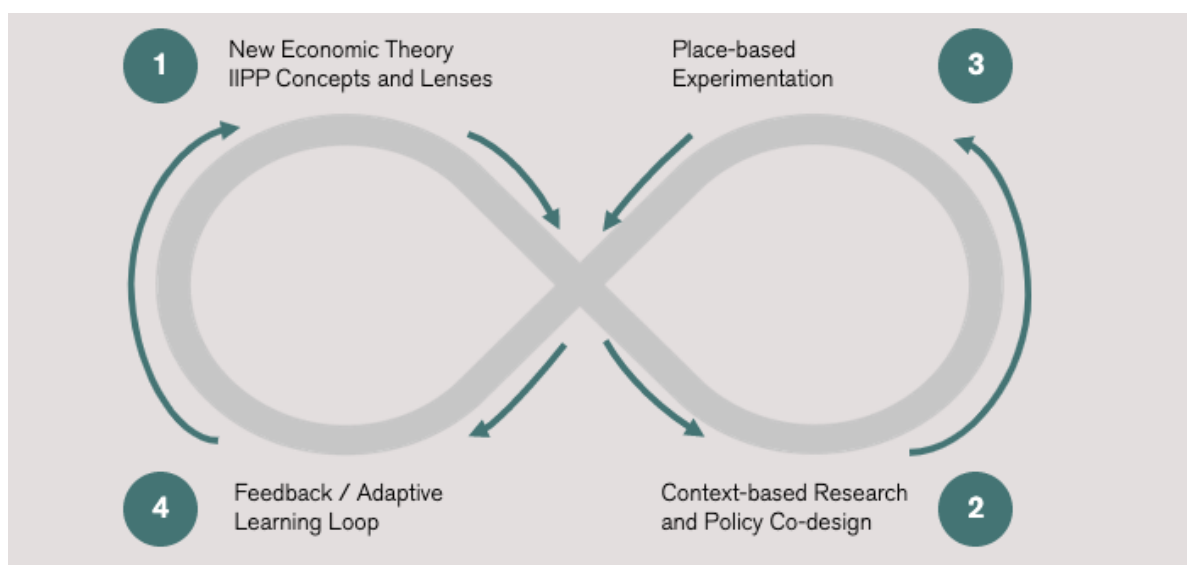 1
New Economic Theory
IIPP Concepts and Lenses
Place-based
Experimentation
3
4
Feedback / Adaptive
Learning Loop
Context-based Research
and Policy Co-design
2